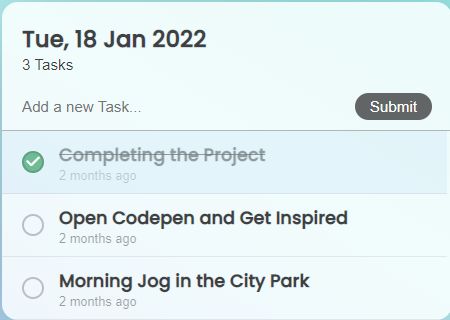 Tue, 18 Jan 2022
3 Tasks
Add a new Task...
Submit
Completing the Project
2 months ago
Open Codepen and Get Inspired
2 months ago
Morning Jog in the City Park
2 months ago